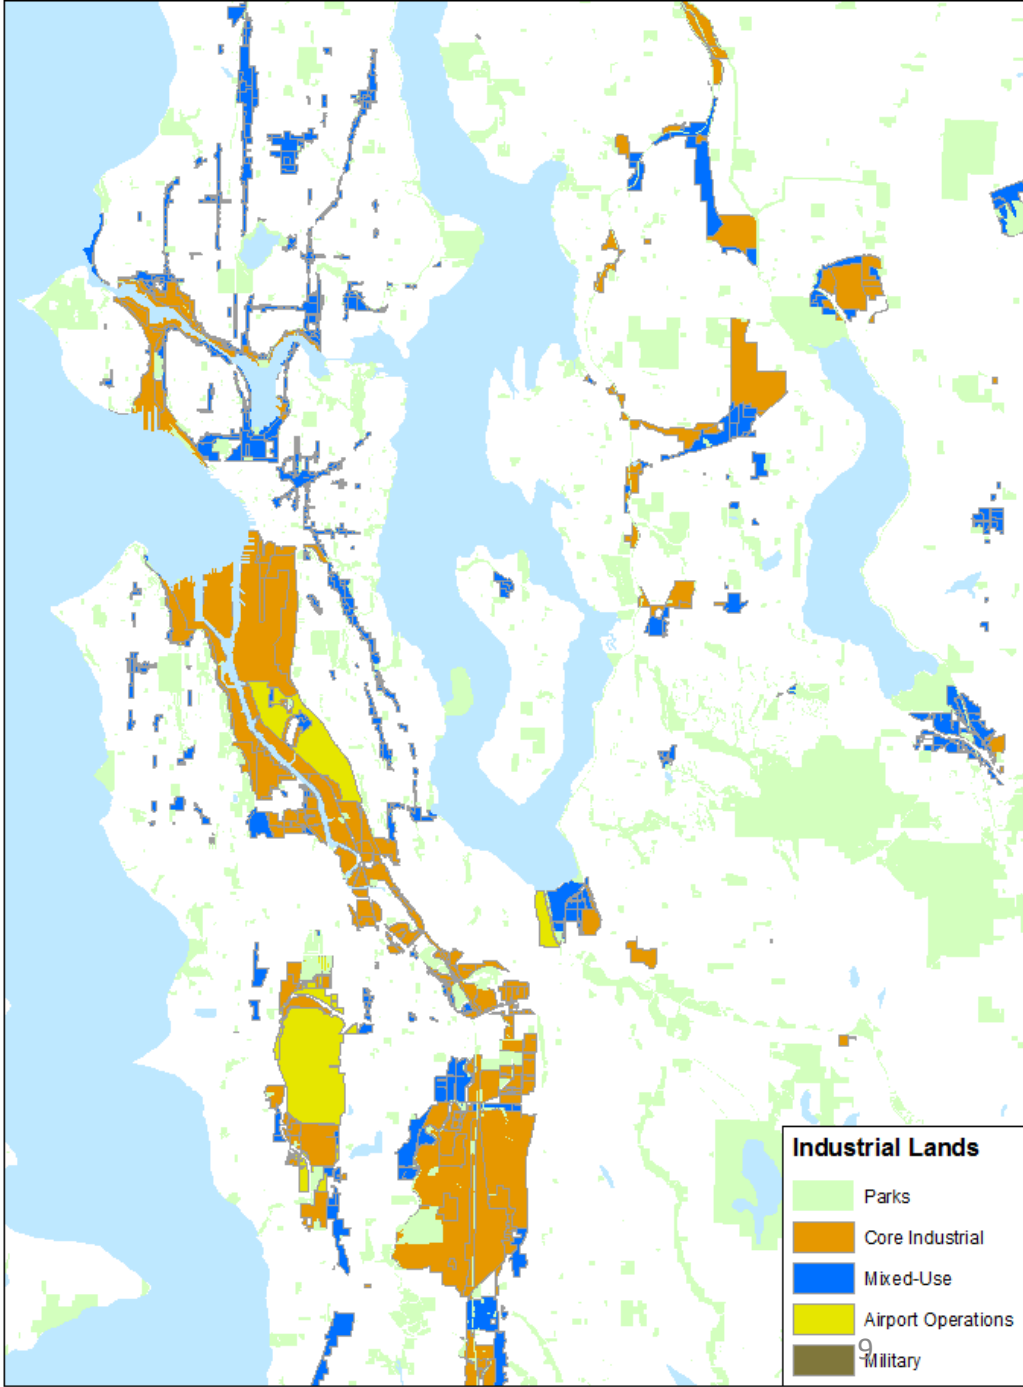 Industrial Lands
Parks
Core Industrial
Mixed-Use
Airport Operations
9
Military